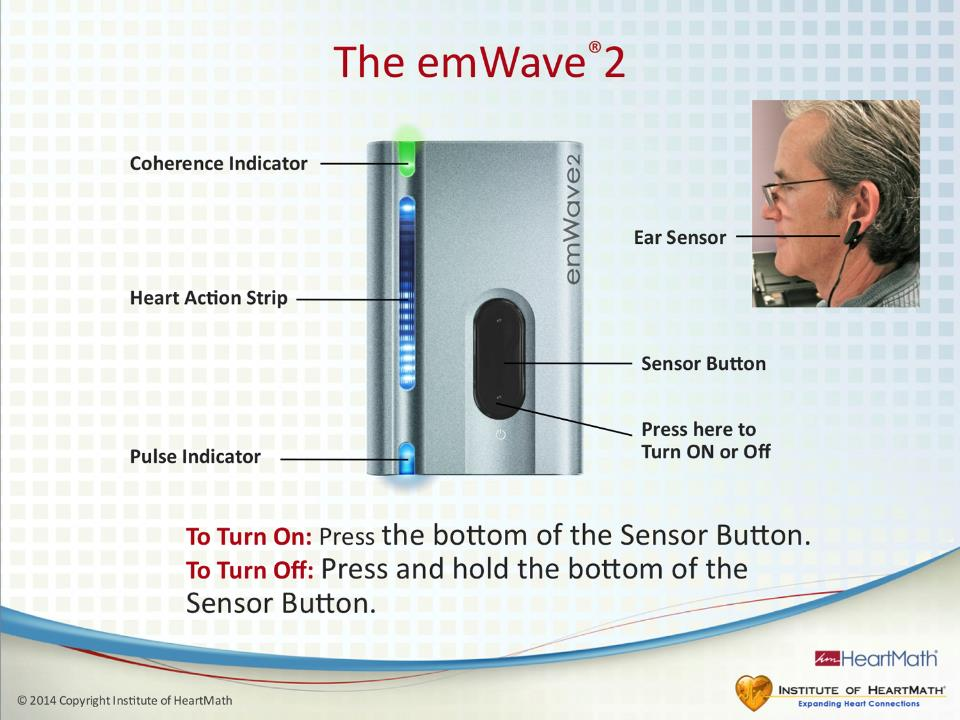 The emWave®2
Coherence Indicator
emWave2
Ear Sensor
Heart Action Strip
Sensor Button
Press here to
Turn ON or Off
Pulse Indicator
To Turn On: Press the bottom of the Sensor Button.
To Turn Off: Press and hold the bottom of the
Sensor Button.
hm HeartMath®
© 2014 Copyright Institute of HeartMath
Institute of HeartMath®
Expanding Heart Connections